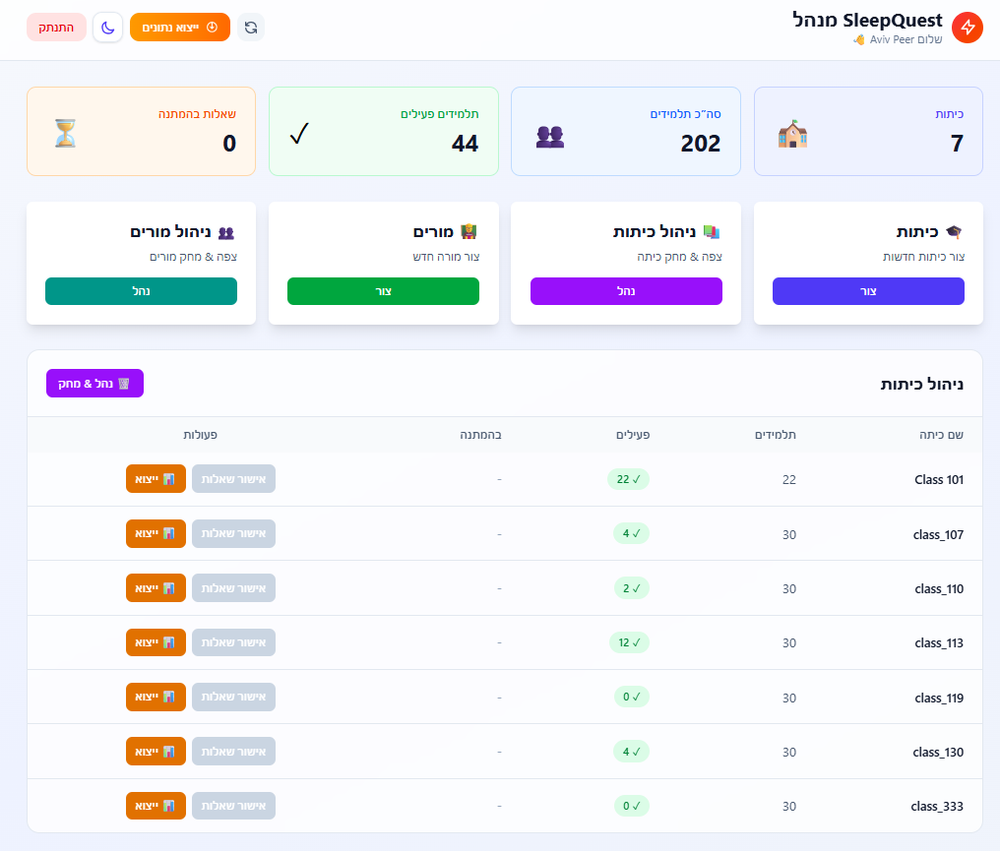 SleepQuest מנהל
שלום Aviv Peer 👋
ייצוא נתונים
התנתק
כיתות
7
סה״כ תלמידים
202
תלמידים פעילים
44
✓
שאלות בהמתנה
0
כיתות
צור כיתות חדשות
צור
ניהול כיתות
צפה & מחק כיתה
נהל
מורים
צור מורה חדש
צור
ניהול מורים
צפה & מחק מורים
נהל
ניהול כיתות
נהל & מחק
שם כיתה תלמידים פעילים בהמתנה פעולות
Class 101 22 ✓ 22 - אישור שאלות ייצוא
class_107 30 ✓ 4 - אישור שאלות ייצוא
class_110 30 ✓ 2 - אישור שאלות ייצוא
class_113 30 ✓ 12 - אישור שאלות ייצוא
class_119 30 ✓ 0 - אישור שאלות ייצוא
class_130 30 ✓ 4 - אישור שאלות ייצוא
class_333 30 ✓ 0 - אישור שאלות ייצוא